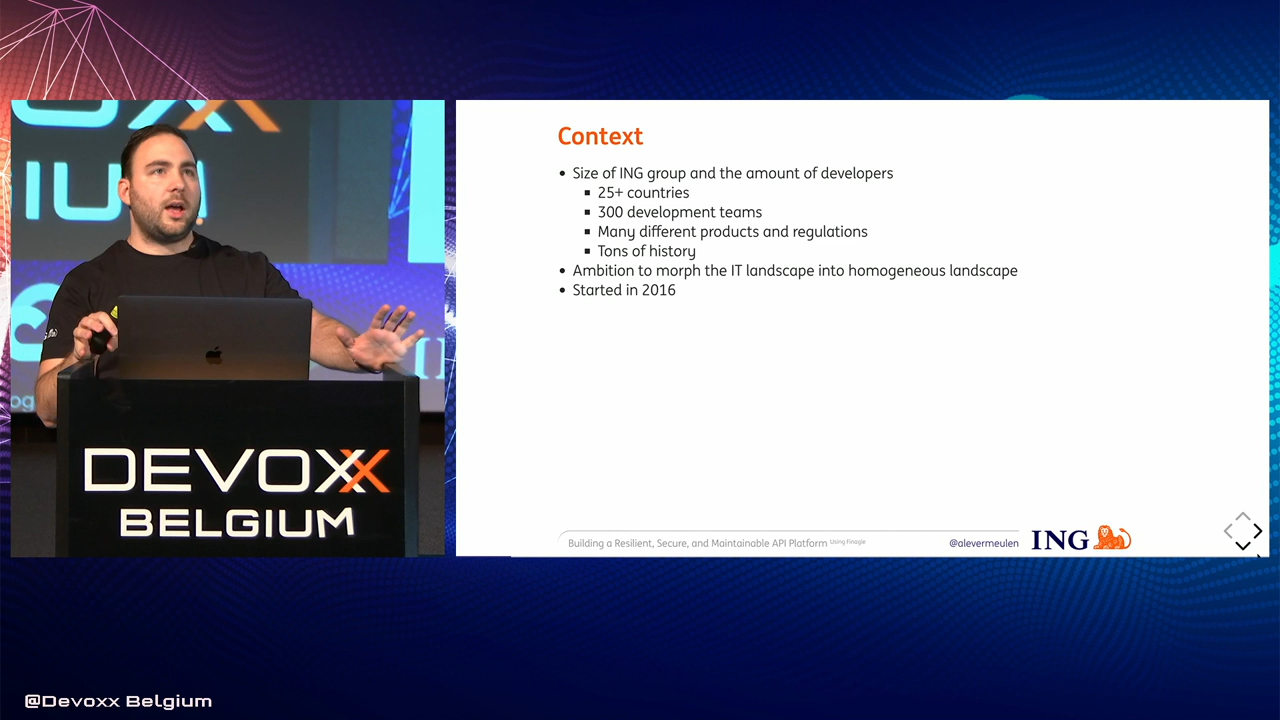 IUM
DEVOXX
BELGIUM
Context
• Size of ING group and the amount of developers
▪ 25+ countries
▪ 300 development teams
▪ Many different products and regulations
▪ Tons of history
• Ambition to morph the IT landscape into homogeneous landscape
• Started in 2016
Building a Resilient, Secure, and Maintainable API Platform Using Finagle
@alevermeulen
ING
@Devoxx Belgium